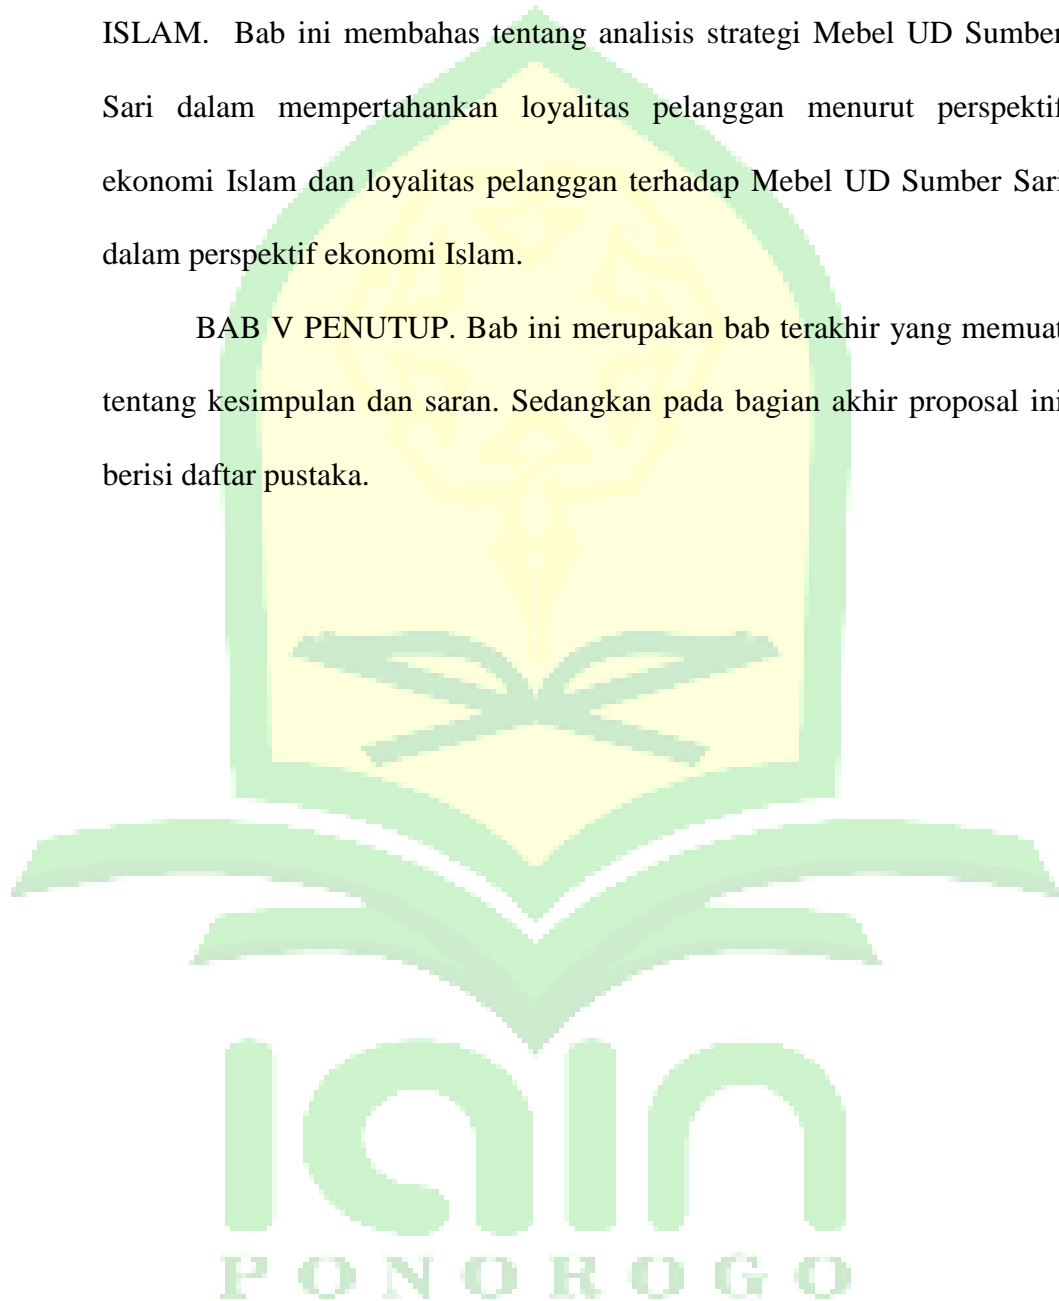 ISLAM. Bab ini membahas tentang analisis strategi Mebel UD Sumber
Sari dalam mempertahankan loyalitas pelanggan menurut perspektif
ekonomi Islam dan loyalitas pelanggan terhadap Mebel UD Sumber Sari
dalam perspektif ekonomi Islam.
BAB V PENUTUP. Bab ini merupakan bab terakhir yang memuat
tentang kesimpulan dan saran. Sedangkan pada bagian akhir proposal ini
berisi daftar pustaka.
iain
PONOROGO